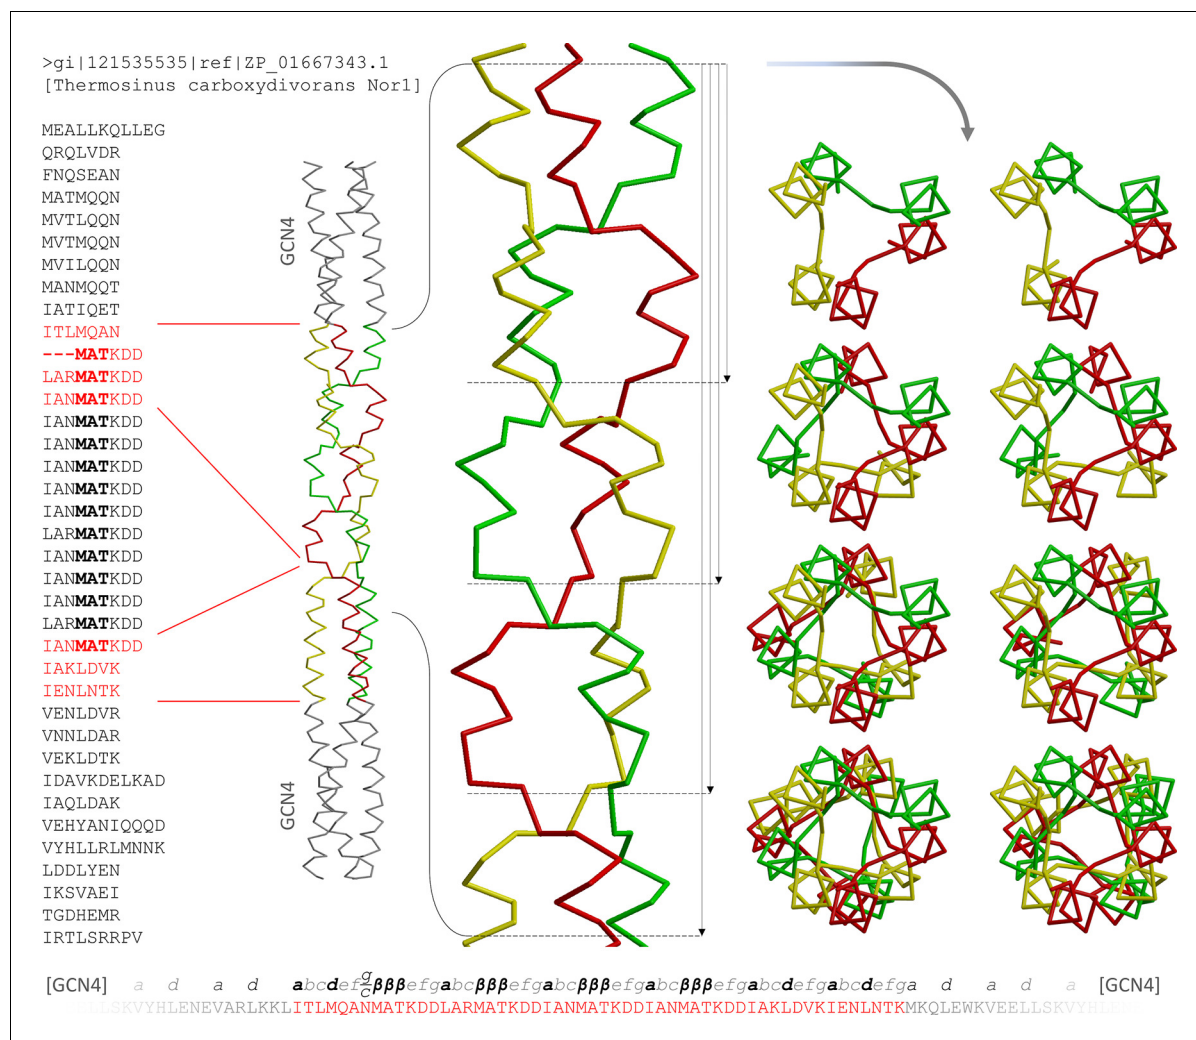 >gi|121535535|ref|ZP_01667343.1
[Thermosinus carboxydivorans Nor1]
MEALLKQLLEG
QRQLVDR
FNQSEAN
MATMQQN
MVTLQQN
MVTMQQN
MVILQQN
MANMQQT
IATIQET
ITLMQAN
---MATKDD
LARMATKDD
IANMATKDD
IANMATKDD
IANMATKDD
IANMATKDD
IANMATKDD
IANMATKDD
LARMATKDD
IANMATKDD
IANMATKDD
IANMATKDD
LARMATKDD
IANMATKDD
IAKLDVK
IENLNTK
VENLDVR
VNNLDAR
VEKLDTK
IDAVKDELKAD
IAQLDAK
VEHYANIQQQD
VYHLLRLMNNK
LDDLYEN
IKSVAEI
TGDHEMR
IRTLSRRPV
GCN4
GCN4
[GCN4] a d a d abcdefg/cβββefgabcβββefgabcβββefgabcβββefgabcdefgabcdefga d a d a [GCN4]
SKVYHLENEVARLKKLITLMQANMATKDDLARMATKDDIANMATKDDIANMATKDDIAKLDVKIENLNTKMKQLEWKVEELLSKVYH